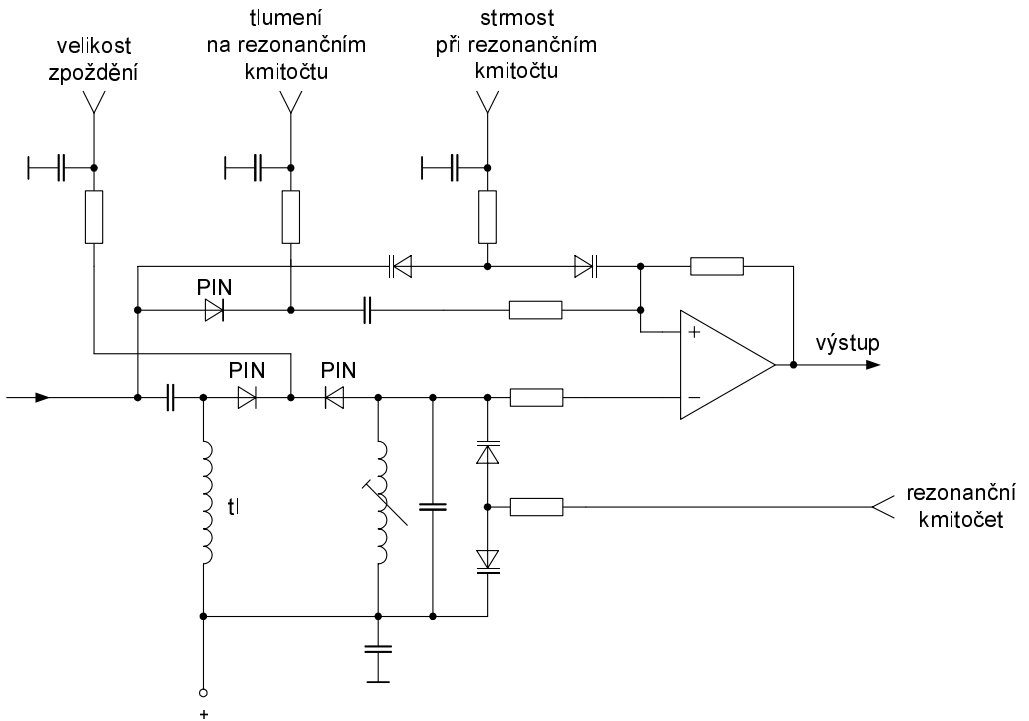 velikost
zpoždění
tlumení
na rezonančním
kmitočtu
strmost
při rezonančním
kmitočtu
PIN
+
výstup
PIN
PIN
−
tl
rezonanční
kmitočet
+